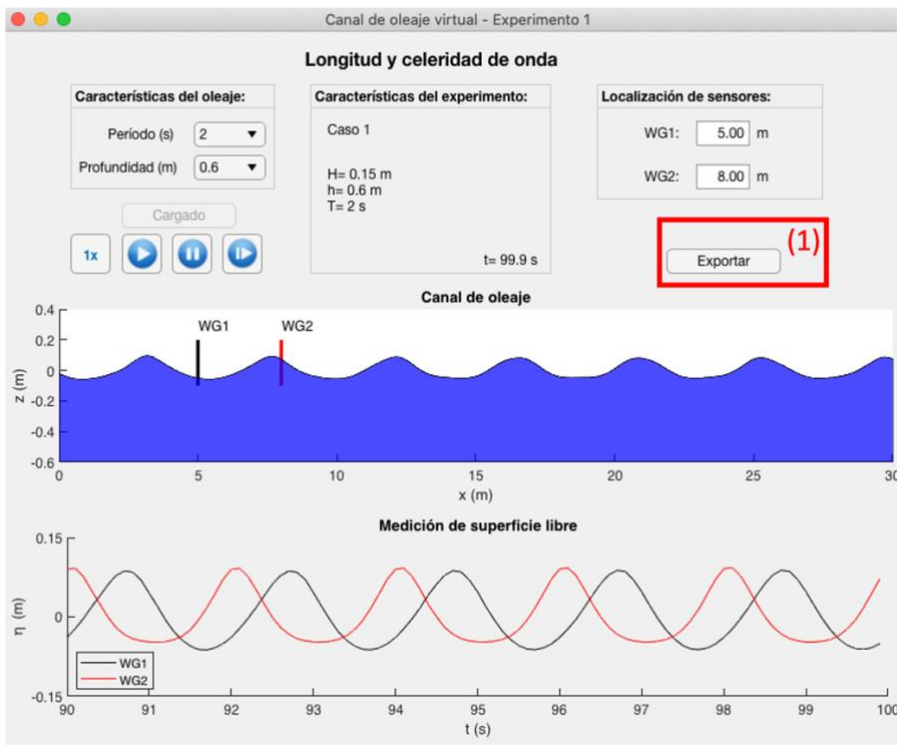 Canal de oleaje virtual - Experimento 1
Longitud y celeridad de onda
Características del oleaje:
Período (s) 2
Profundidad (m) 0.6
Cargado
1x
Características del experimento:
Caso 1
H= 0.15 m
h= 0.6 m
T= 2 s
t= 99.9 s
Localización de sensores:
WG1: 5.00 m
WG2: 8.00 m
(1)
Exportar
Canal de oleaje
WG1 WG2
0.4
0.2
0
-0.2
-0.4
-0.6
z (m)
0 5 10 15 20 25 30
x (m)
Medición de superficie libre
0.15
0
-0.15
η (m)
WG1
WG2
90 91 92 93 94 95 96 97 98 99 100
t (s)